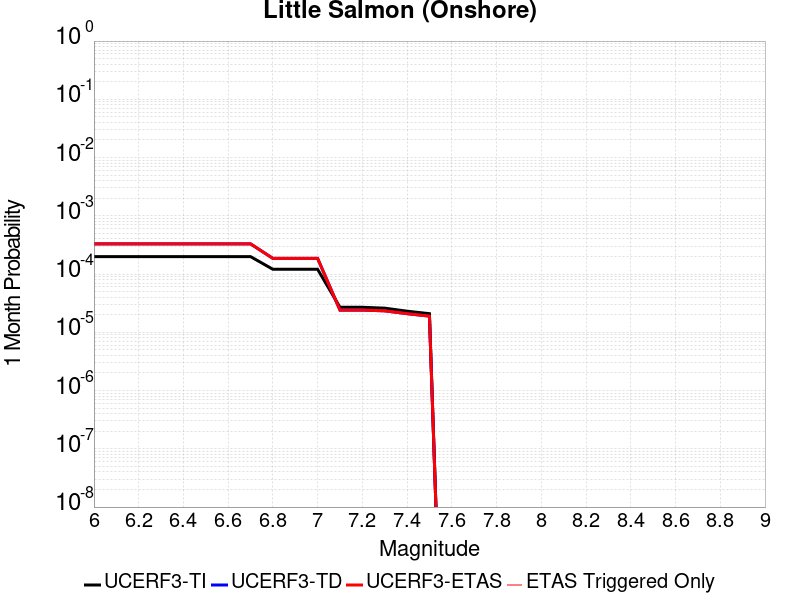 Little Salmon (Onshore)
10^0
10^-1
10^-2
10^-3
10^-4
10^-5
10^-6
10^-7
10^-8
1 Month Probability
6 6.2 6.4 6.6 6.8 7 7.2 7.4 7.6 7.8 8 8.2 8.4 8.6 8.8 9
Magnitude
UCERF3-TI UCERF3-TD UCERF3-ETAS ETAS Triggered Only